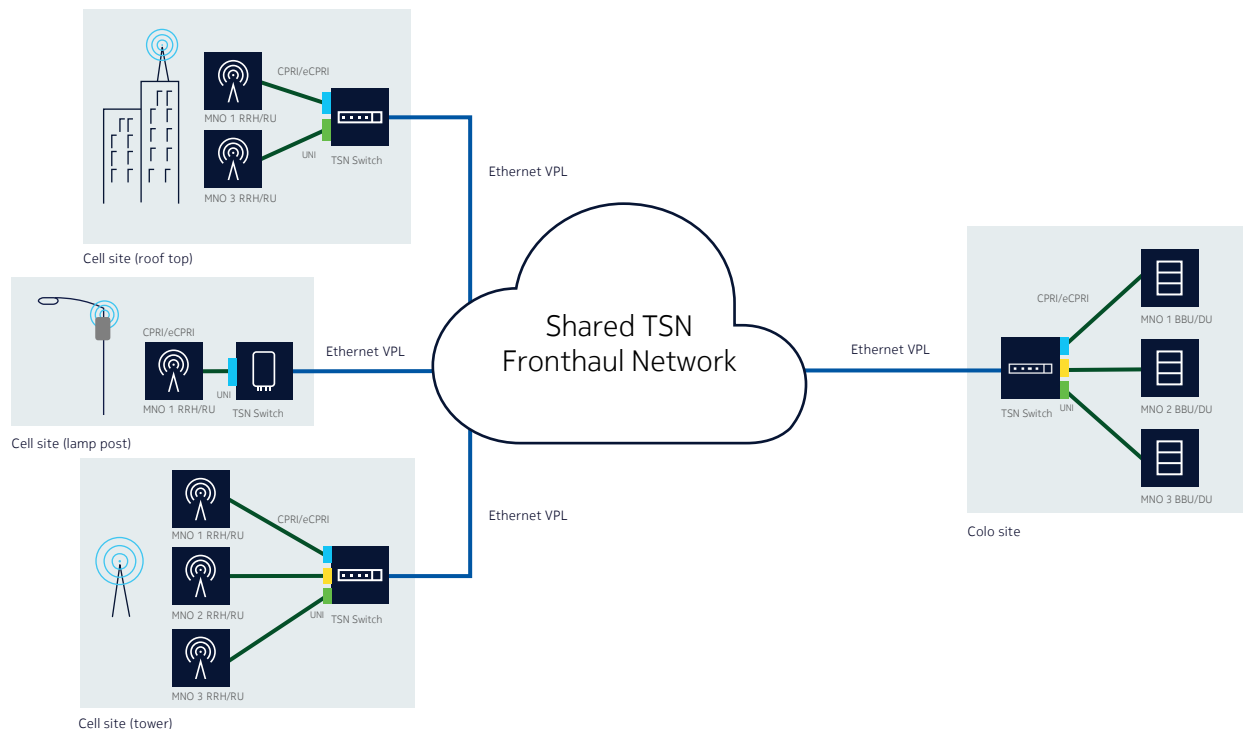 CPRI/eCPRI
MNO 1 RRH/RU
UNI
TSN Switch
MNO 3 RRH/RU
Ethernet VPL
Cell site (roof top)
CPRI/eCPRI
Ethernet VPL
UNI
MNO 1 RRH/RU
TSN Switch
Cell site (lamp post)
Shared TSN
Fronthaul Network
Ethernet VPL
CPRI/eCPRI
MNO 1 BBU/DU
TSN Switch
UNI
MNO 2 BBU/DU
MNO 3 BBU/DU
Colo site
Ethernet VPL
CPRI/eCPRI
MNO 1 RRH/RU
MNO 2 RRH/RU
UNI
TSN Switch
MNO 3 RRH/RU
Cell site (tower)